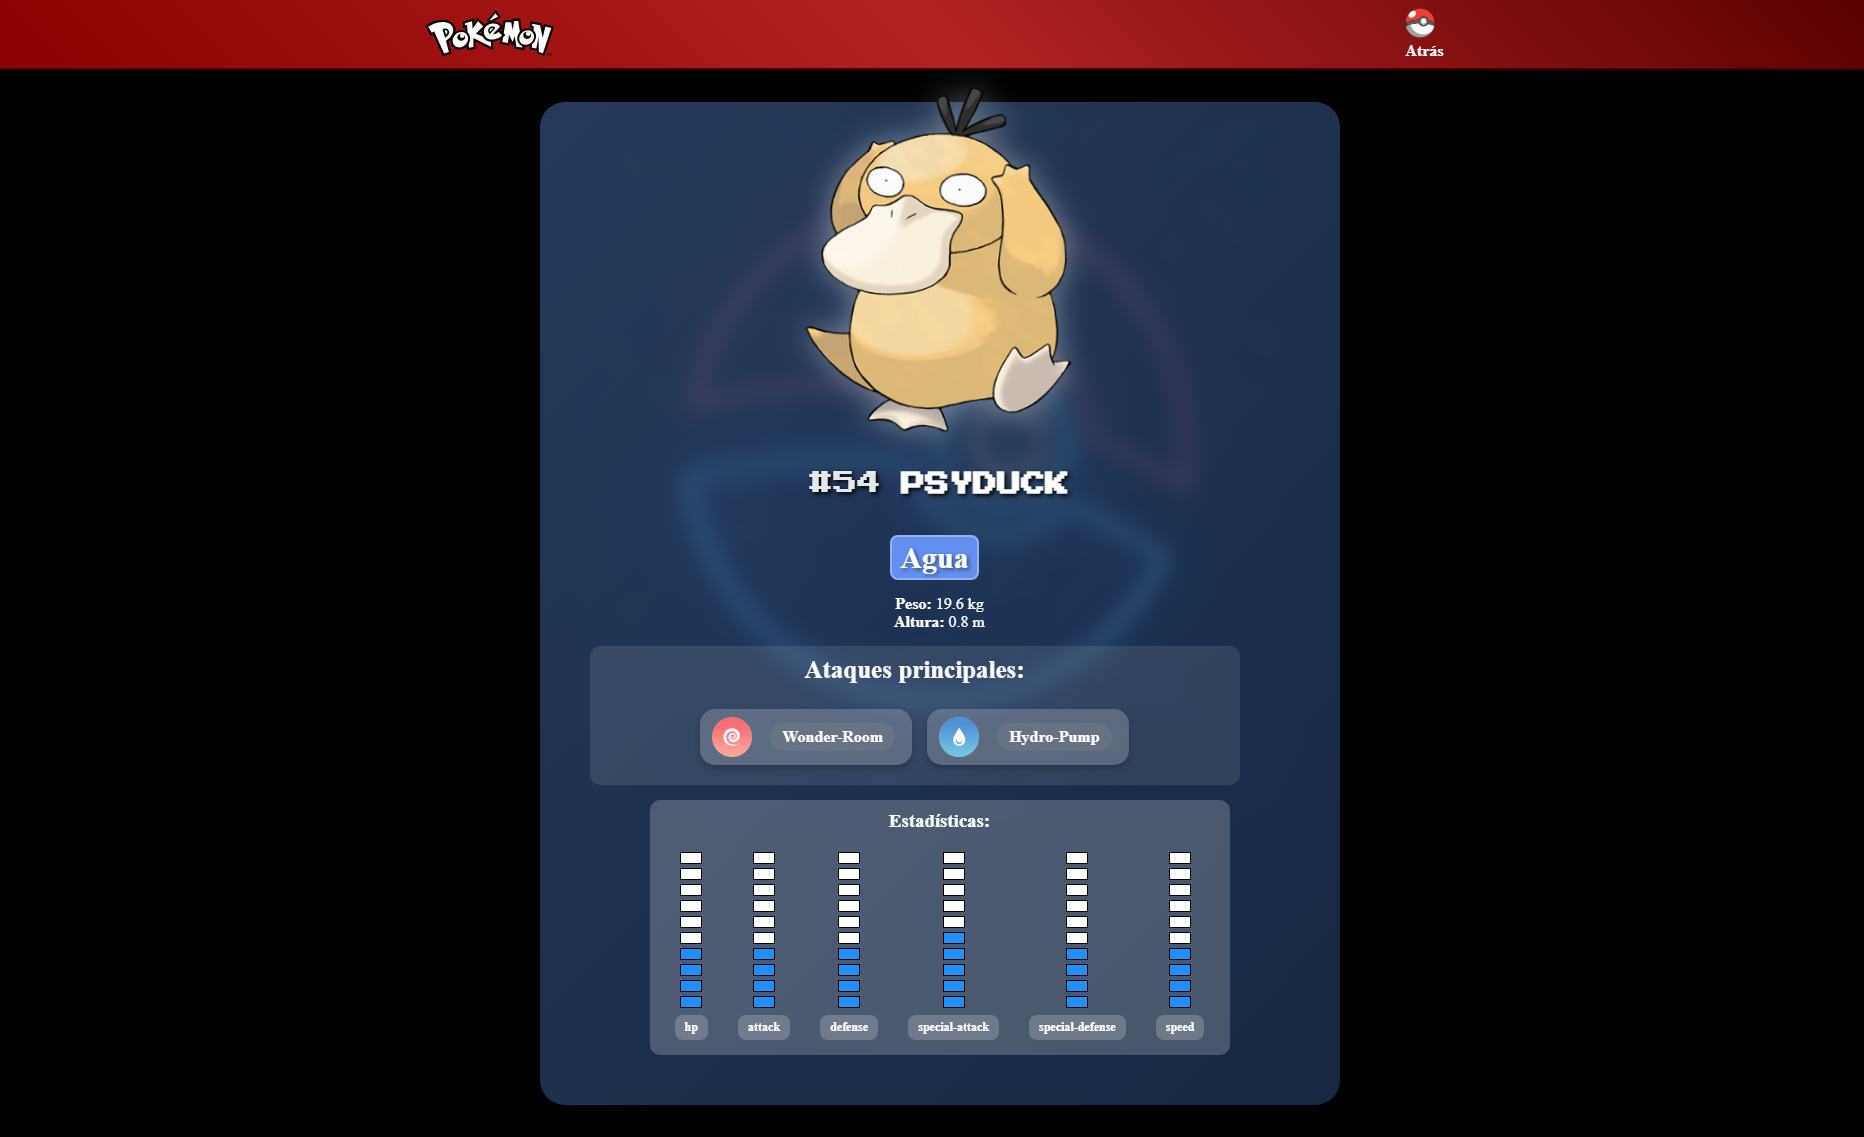 POKéMON
Atrás
#54 PSYDUCK
Agua
Peso: 19.6 kg
Altura: 0.8 m
Ataques principales:
Wonder-Room
Hydro-Pump
Estadísticas:
hp
attack
defense
special-attack
special-defense
speed